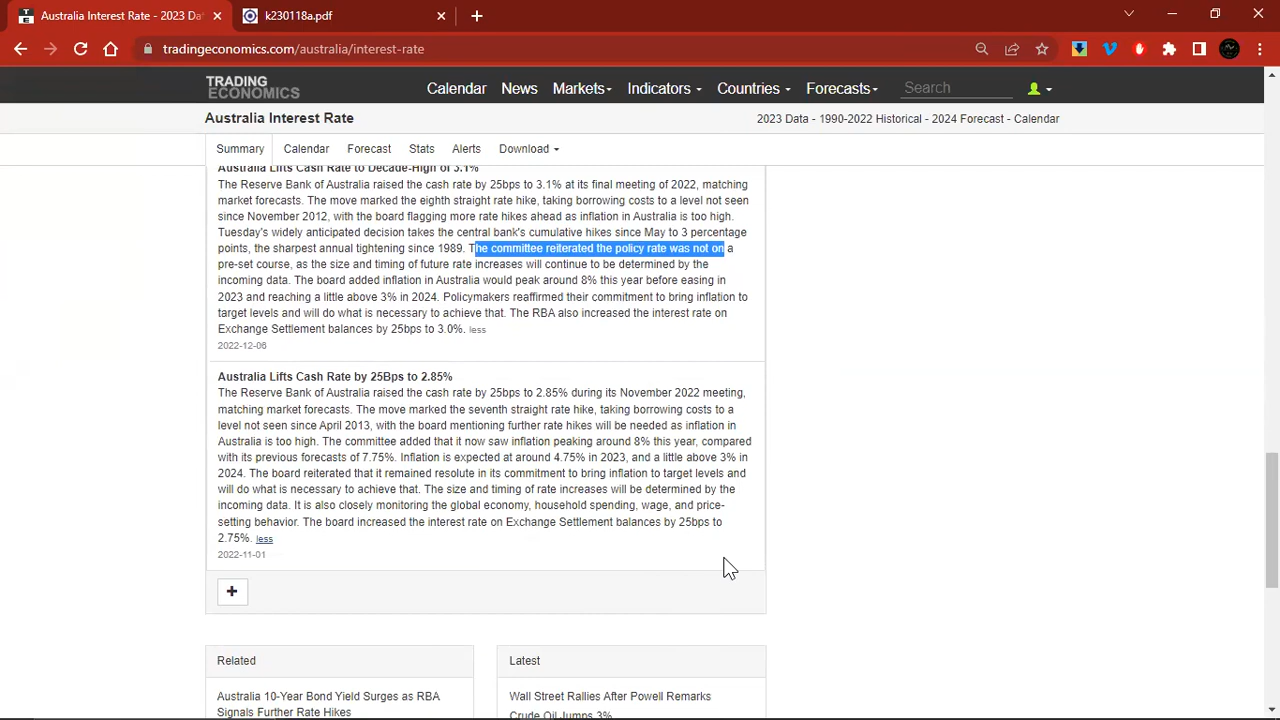 Australia Interest Rate - 2023 Da
k230118a.pdf
tradingeconomics.com/australia/interest-rate
TRADING
ECONOMICS
Calendar
News
Markets
Indicators
Countries
Forecasts
Search
Australia Interest Rate
2023 Data - 1990-2022 Historical - 2024 Forecast - Calendar
Summary
Calendar
Forecast
Stats
Alerts
Download
Australia Lifts Cash Rate to Decade-High of 3.1%
The Reserve Bank of Australia raised the cash rate by 25bps to 3.1% at its final meeting of 2022, matching
market forecasts. The move marked the eighth straight rate hike, taking borrowing costs to a level not seen
since November 2012, with the board flagging more rate hikes ahead as inflation in Australia is too high.
Tuesday's widely anticipated decision takes the central bank's cumulative hikes since May to 3 percentage
points, the sharpest annual tightening since 1989. The committee reiterated the policy rate was not on a
pre-set course, as the size and timing of future rate increases will continue to be determined by the
incoming data. The board added inflation in Australia would peak around 8% this year before easing in
2023 and reaching a little above 3% in 2024. Policymakers reaffirmed their commitment to bring inflation to
target levels and will do what is necessary to achieve that. The RBA also increased the interest rate on
Exchange Settlement balances by 25bps to 3.0%. less
2022-12-06
Australia Lifts Cash Rate by 25Bps to 2.85%
The Reserve Bank of Australia raised the cash rate by 25bps to 2.85% during its November 2022 meeting,
matching market forecasts. The move marked the seventh straight rate hike, taking borrowing costs to a
level not seen since April 2013, with the board mentioning further rate hikes will be needed as inflation in
Australia is too high. The committee added that it now saw inflation peaking around 8% this year, compared
with its previous forecasts of 7.75%. Inflation is expected at around 4.75% in 2023, and a little above 3% in
2024. The board reiterated that it remained resolute in its commitment to bring inflation to target levels and
will do what is necessary to achieve that. The size and timing of rate increases will be determined by the
incoming data. It is also closely monitoring the global economy, household spending, wage, and price-
setting behavior. The board increased the interest rate on Exchange Settlement balances by 25bps to
2.75%. less
2022-11-01
Related
Australia 10-Year Bond Yield Surges as RBA
Signals Further Rate Hikes
Latest
Wall Street Rallies After Powell Remarks
Crude Oil Jumps 3%